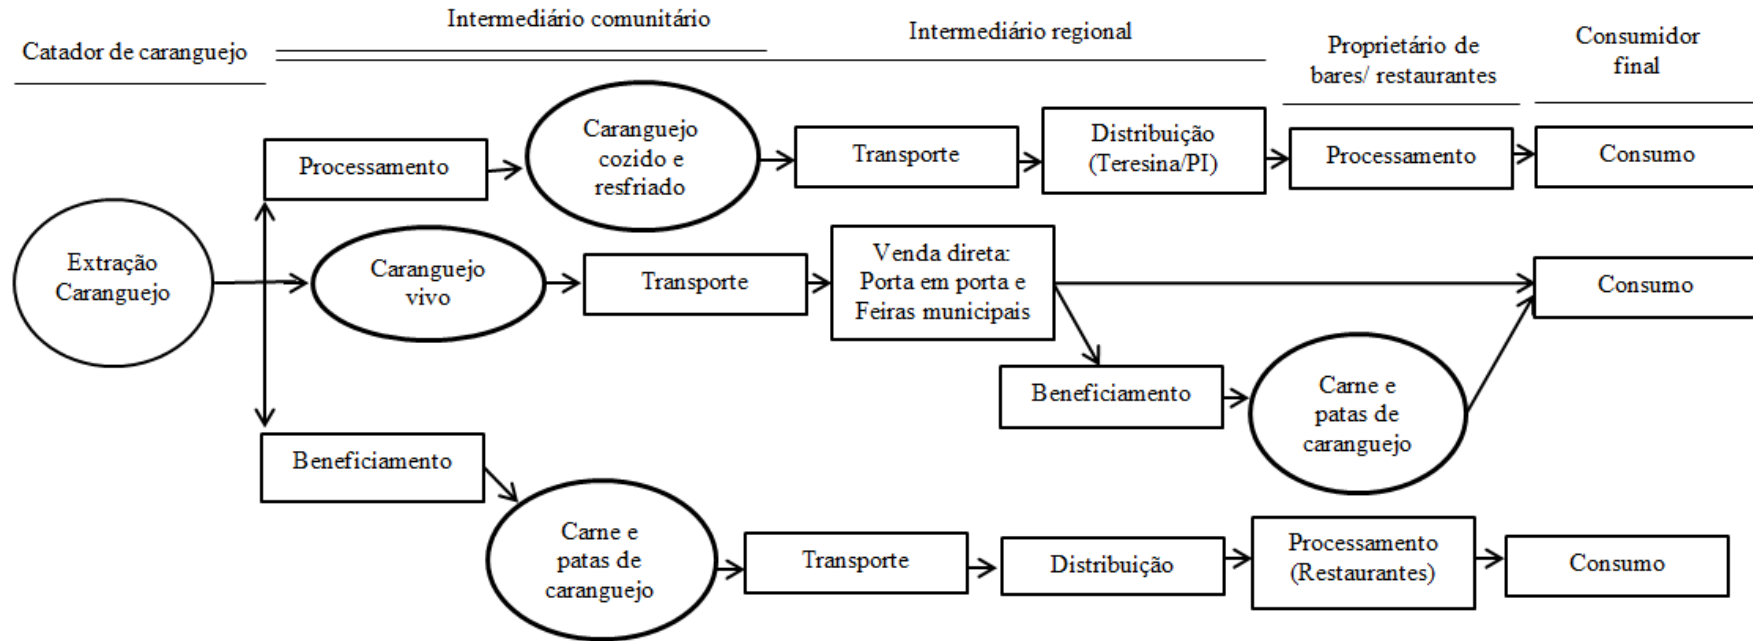 Catador de caranguejo
Intermediário comunitário
Intermediário regional
Proprietário de
bares/ restaurantes
Consumidor
final
Processamento
Caranguejo
cozido e
resfriado
Transporte
Distribuição
(Teresina/PI)
Processamento
Consumo
Extração
Caranguejo
Caranguejo
vivo
Transporte
Venda direta:
Porta em porta e
Feiras municipais
Consumo
Beneficiamento
Carne e
patas de
caranguejo
Beneficiamento
Carne e
patas de
caranguejo
Transporte
Distribuição
Processamento
(Restaurantes)
Consumo